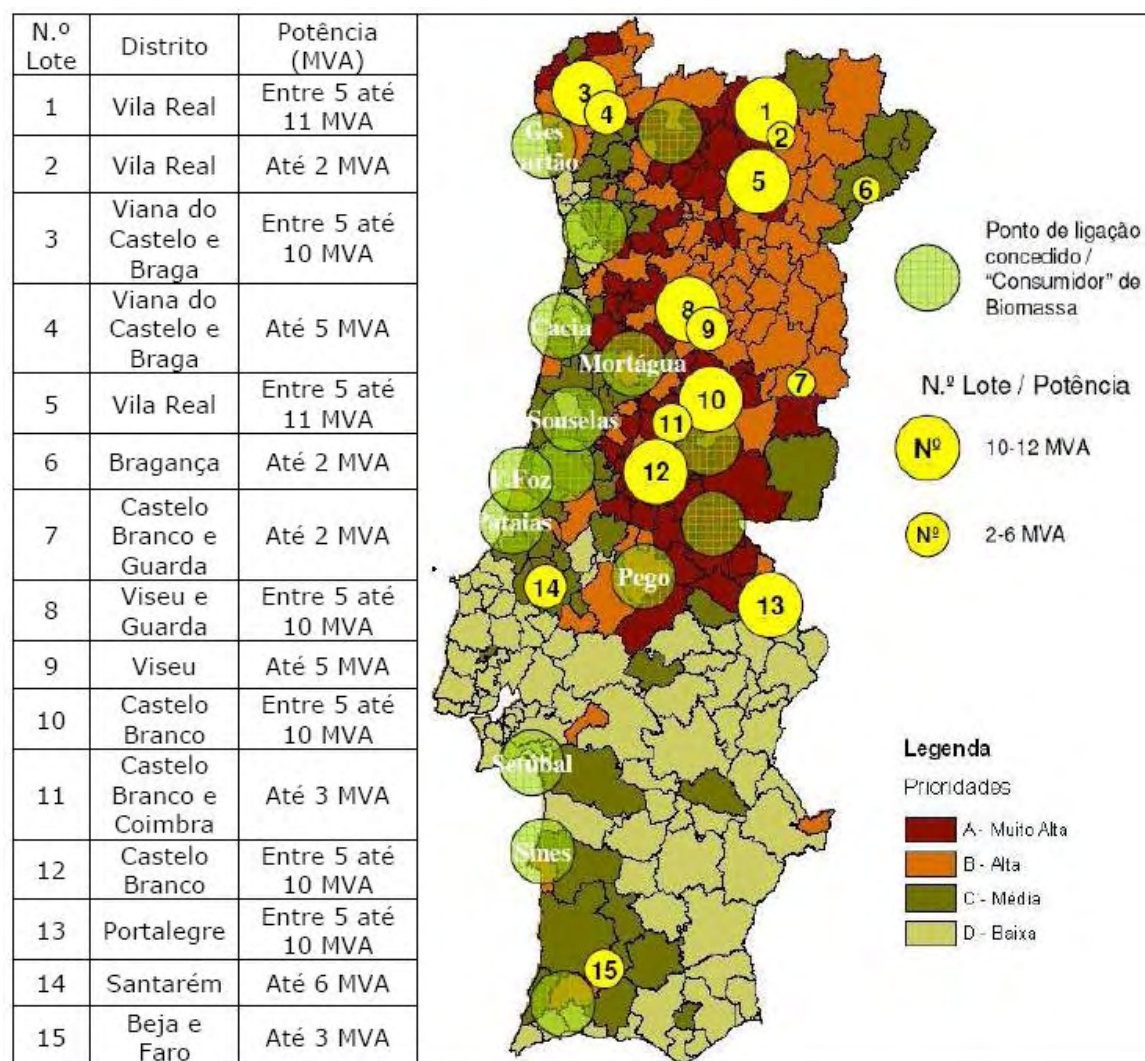 N.º
Lote
Distrito
Potência
(MVA)
1
Vila Real
Entre 5 até
11 MVA
2
Vila Real
Até 2 MVA
3
Viana do
Castelo e
Braga
Entre 5 até
10 MVA
4
Viana do
Castelo e
Braga
Até 5 MVA
5
Vila Real
Entre 5 até
11 MVA
6
Bragança
Até 2 MVA
7
Castelo
Branco e
Guarda
Até 2 MVA
8
Viseu e
Guarda
Entre 5 até
10 MVA
9
Viseu
Até 5 MVA
10
Castelo
Branco
Entre 5 até
10 MVA
11
Castelo
Branco e
Coimbra
Até 3 MVA
12
Castelo
Branco
Entre 5 até
10 MVA
13
Portalegre
Entre 5 até
10 MVA
14
Santarém
Até 6 MVA
15
Beja e
Faro
Até 3 MVA
3
4
1
2
Ges
artão
5
6
8
9
Cacia
Mortágua
7
10
11
Souselas
12
F.Foz
Pataias
Pego
14
13
Setúbal
Sines
15
Ponto de ligação
concedido /
“Consumidor” de
Biomassa
N.º Lote / Potência
Nº
10-12 MVA
Nº
2-6 MVA
Legenda
Prioridades
A - Muito Alta
B - Alta
C - Média
D - Baixa